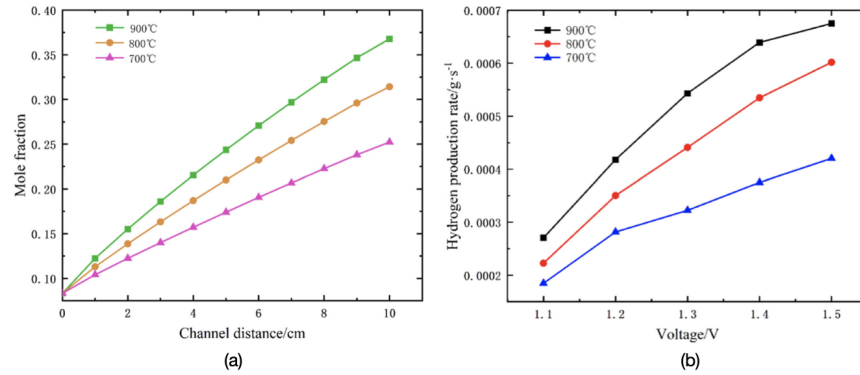 0.40
0.35
0.30
0.25
0.20
0.15
0.10
Mole fraction
900℃
800℃
700℃
0 2 4 6 8 10
Channel distance/cm
(a)
0.0007
0.0006
0.0005
0.0004
0.0003
0.0002
Hydrogen production rate/g·s⁻¹
900℃
800℃
700℃
1.1 1.2 1.3 1.4 1.5
Voltage/V
(b)